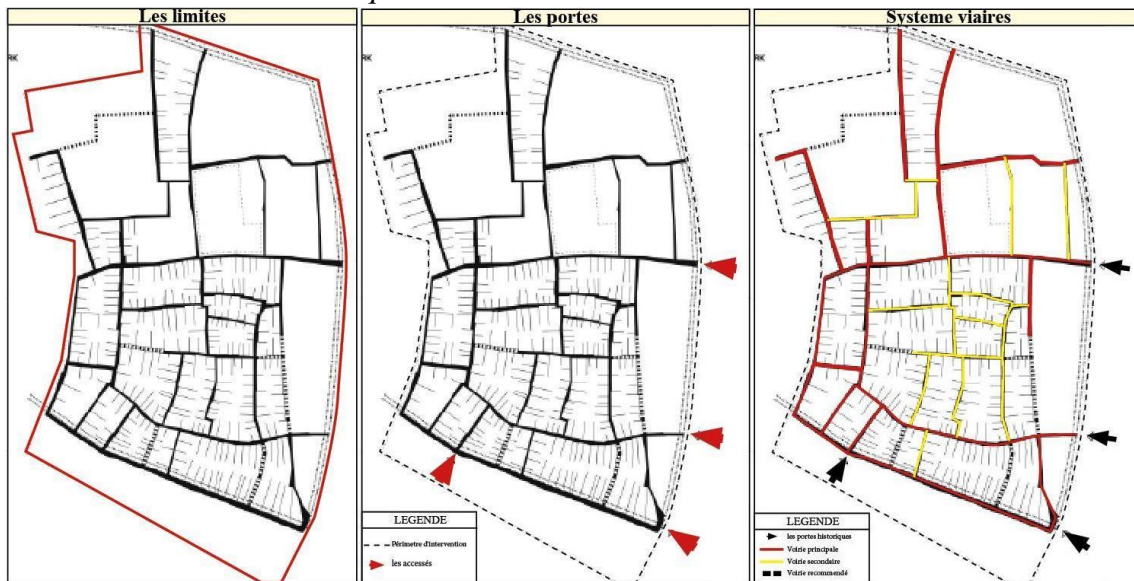 Les limites
Les portes
Systeme viaires
LEGENDE
Périmetre d'intervention
les accessés
LEGENDE
les portes historiques
Voirie principale
Voirie secondaire
Voirie recommendé